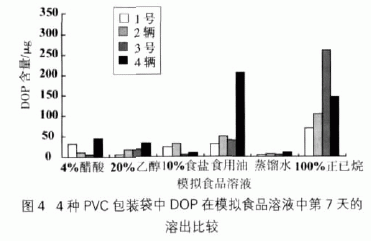 300
250
200
150
100
50
0
DOP 含量/μg
1 号
2 辆
3 号
4 辆
4%醋酸 20%乙醇 10%食盐 食用油 蒸馏水 100%正已烷
模拟食品溶液
图 4 4 种 PVC 包装袋中 DOP 在模拟食品溶液中第 7 天的
溶出比较